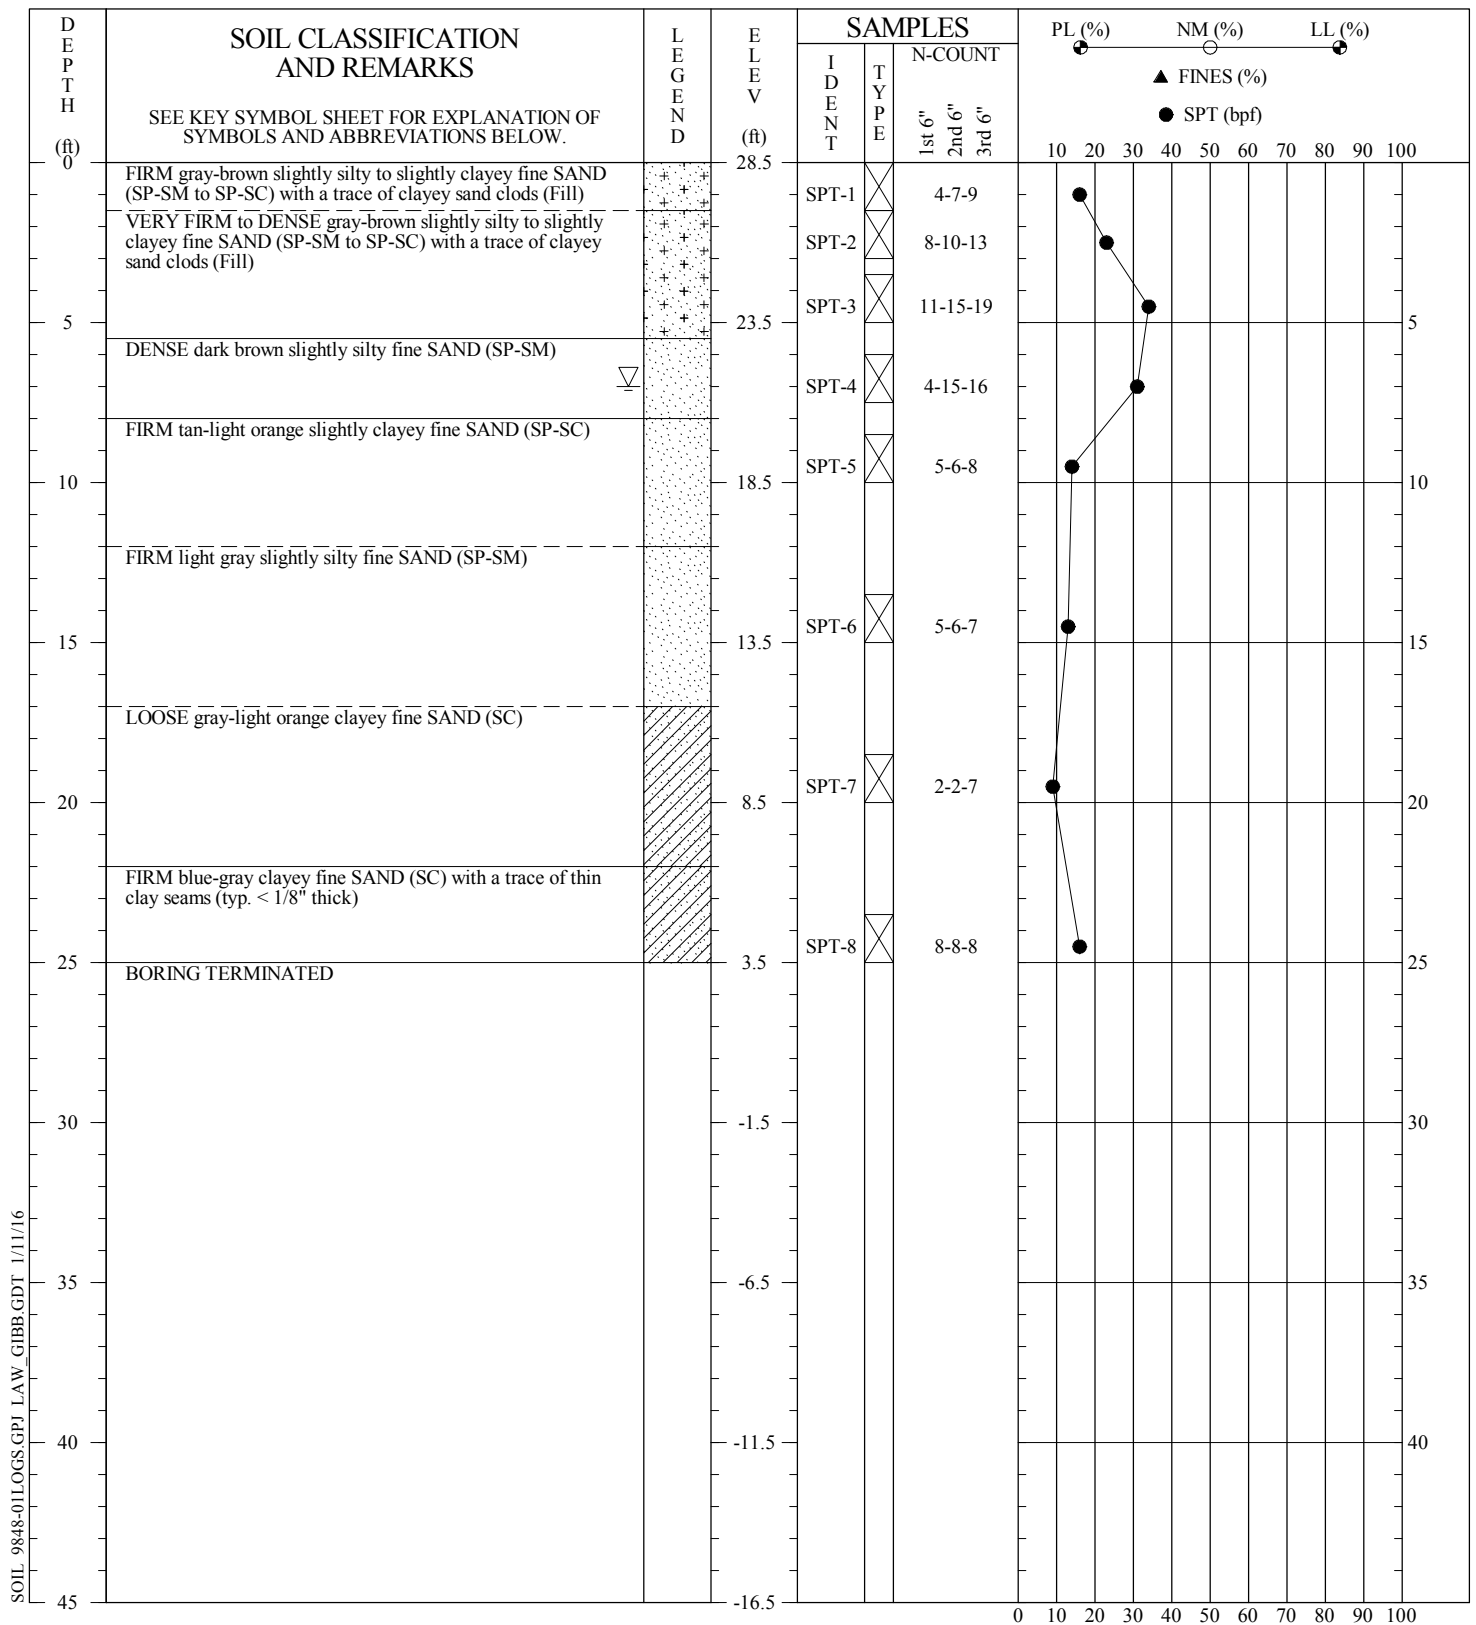 DEPTH
(ft)
SOIL CLASSIFICATION
AND REMARKS
SEE KEY SYMBOL SHEET FOR EXPLANATION OF
SYMBOLS AND ABBREVIATIONS BELOW.
LEGEND
ELEV
(ft)
SAMPLES
IDENT
TYPE
N-COUNT
1st 6"
2nd 6"
3rd 6"
PL (%) NM (%) LL (%)
FINES (%)
SPT (bpf)
10 20 30 40 50 60 70 80 90 100
0 28.5
FIRM gray-brown slightly silty to slightly clayey fine SAND
(SP-SM to SP-SC) with a trace of clayey sand clods (Fill)
SPT-1 4-7-9
VERY FIRM to DENSE gray-brown slightly silty to slightly
clayey fine SAND (SP-SM to SP-SC) with a trace of clayey
sand clods (Fill)
SPT-2 8-10-13
SPT-3 11-15-19
5 23.5 5
DENSE dark brown slightly silty fine SAND (SP-SM)
SPT-4 4-15-16
FIRM tan-light orange slightly clayey fine SAND (SP-SC)
SPT-5 5-6-8
10 18.5 10
FIRM light gray slightly silty fine SAND (SP-SM)
SPT-6 5-6-7
15 13.5 15
LOOSE gray-light orange clayey fine SAND (SC)
SPT-7 2-2-7
20 8.5 20
FIRM blue-gray clayey fine SAND (SC) with a trace of thin
clay seams (typ. < 1/8" thick)
SPT-8 8-8-8
25 3.5 25
BORING TERMINATED
30 -1.5 30
35 -6.5 35
40 -11.5 40
45 -16.5
0 10 20 30 40 50 60 70 80 90 100
SOIL 9848-01LOGS.GPJ LAW_GIBB.GDT 1/11/16